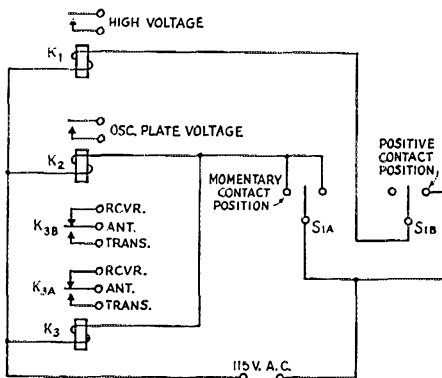 HIGH VOLTAGE
K1
OSC. PLATE VOLTAGE
K2
POSITIVE
CONTACT
POSITION
MOMENTARY
CONTACT
POSITION
S1A
S1B
K3B
RCVR.
ANT.
TRANS.
K3A
RCVR.
ANT.
TRANS.
K3
115 V. A.C.